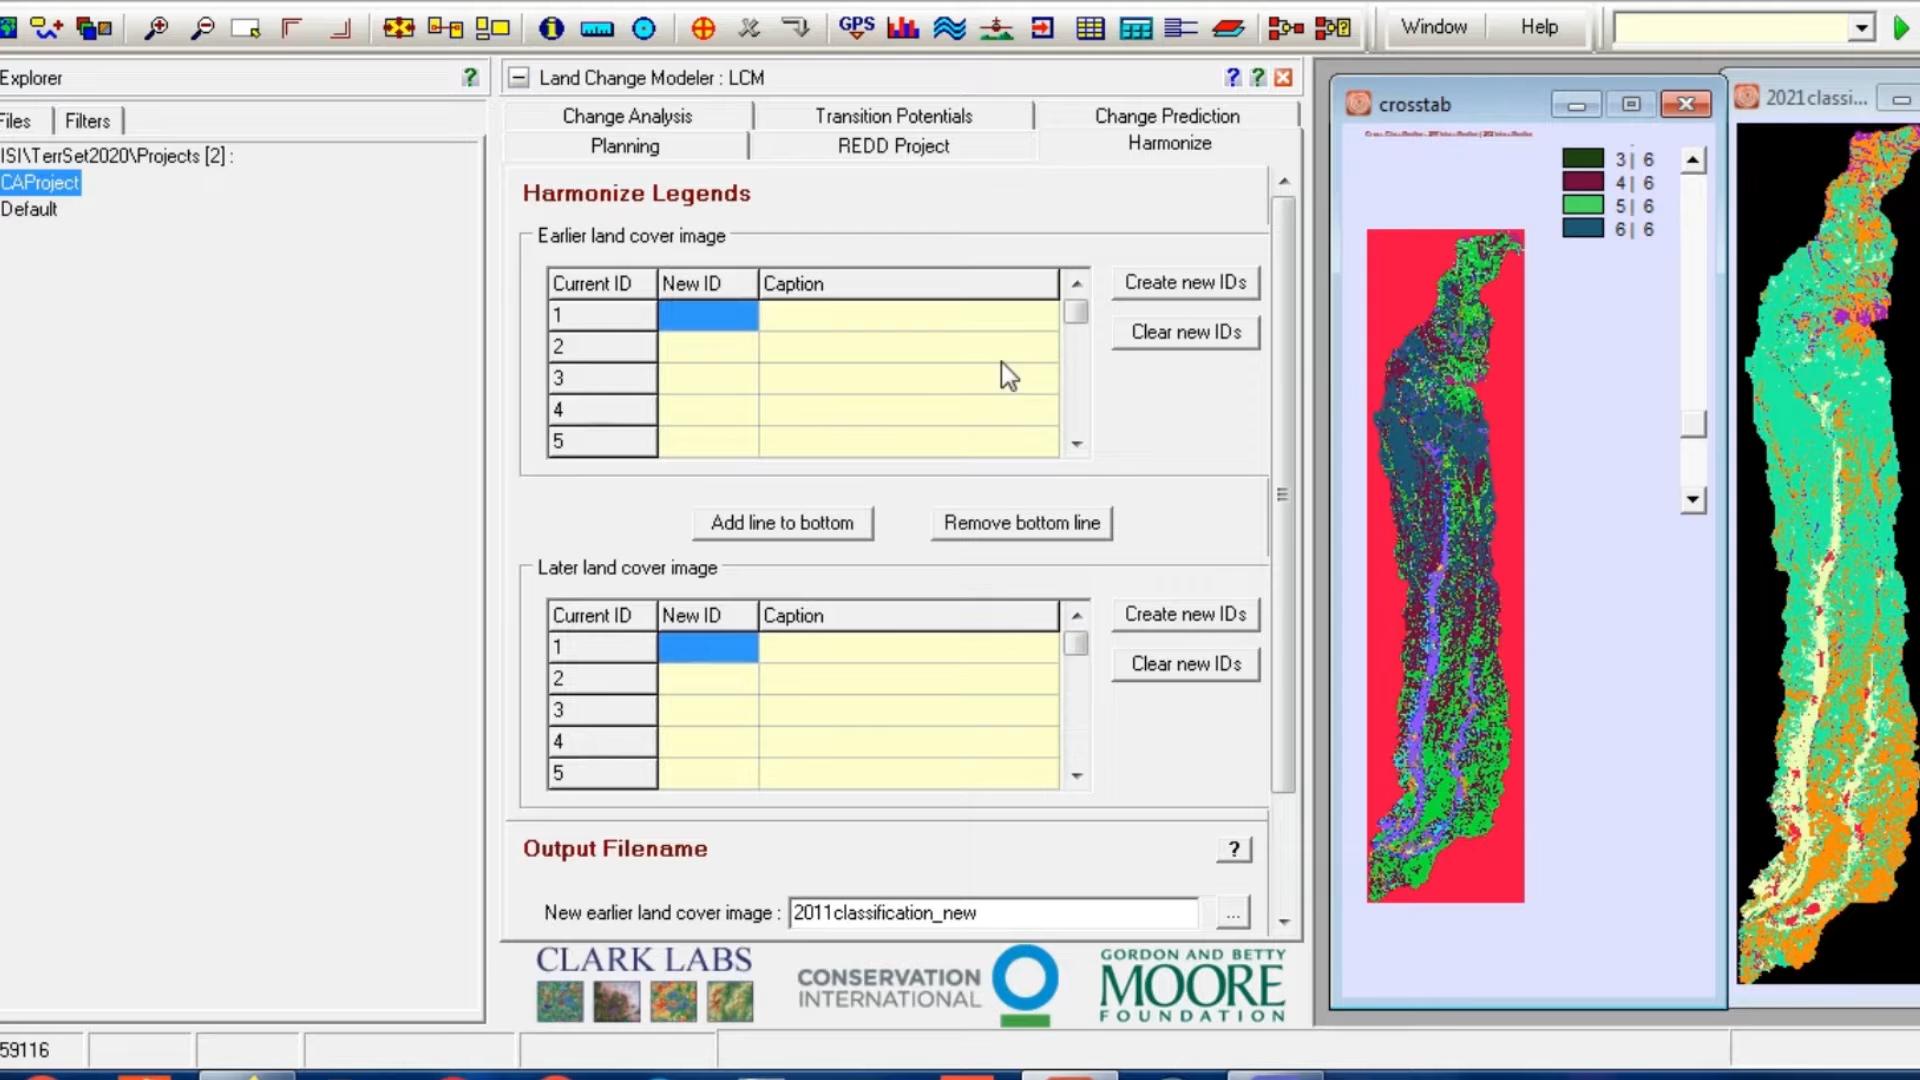 GPS
Window
Help
Explorer
?
Land Change Modeler : LCM
? ?
Files
Filters
ISI\TerrSet2020\Projects [2] :
CAProject
Default
Change Analysis
Transition Potentials
Change Prediction
Planning
REDD Project
Harmonize
Harmonize Legends
Earlier land cover image
Current ID
New ID
Caption
1
2
3
4
5
Create new IDs
Clear new IDs
Add line to bottom
Remove bottom line
Later land cover image
Current ID
New ID
Caption
1
2
3
4
5
Create new IDs
Clear new IDs
Output Filename
?
New earlier land cover image :
2011classification_new
...
CLARK LABS
CONSERVATION
INTERNATIONAL
GORDON AND BETTY
MOORE
FOUNDATION
crosstab
3 | 6
4 | 6
5 | 6
6 | 6
2021classi...
59116